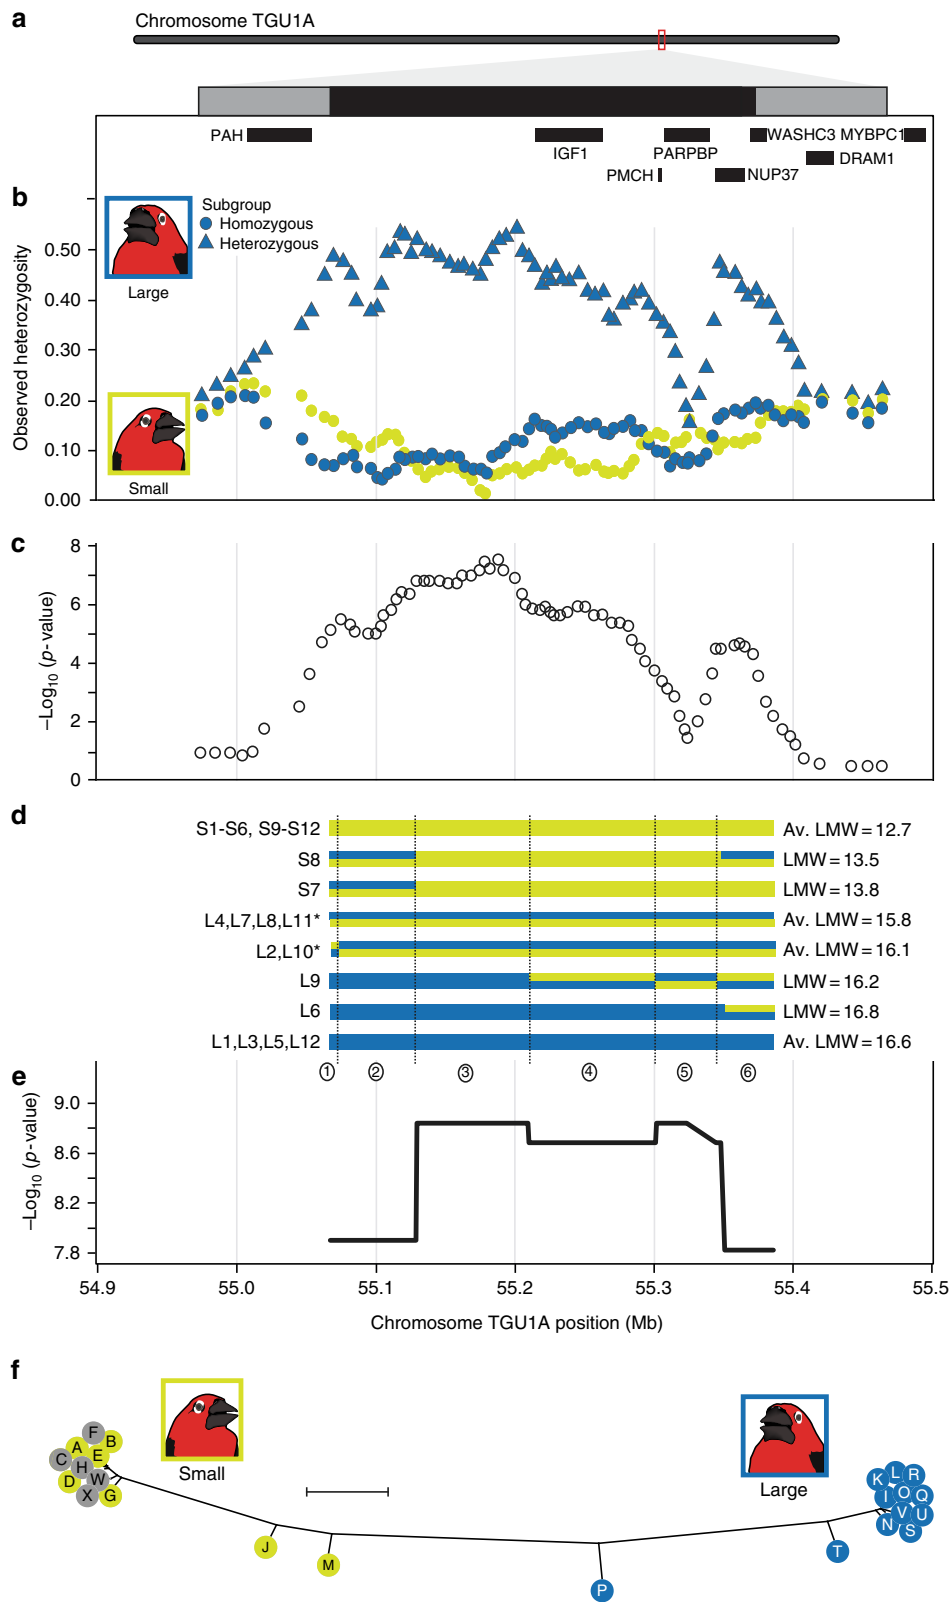 a
Chromosome TGU1A
PAH
IGF1
PMCH
PARPBP
NUP37
WASHC3 MYBPC1
DRAM1
b
Subgroup
Homozygous
Heterozygous
Large
Small
Observed heterozygosity
0.50
0.40
0.30
0.20
0.10
0.00
c
–Log10 (p-value)
8
6
4
2
0
d
S1-S6, S9-S12 Av. LMW = 12.7
S8 LMW = 13.5
S7 LMW = 13.8
L4,L7,L8,L11* Av. LMW = 15.8
L2,L10* Av. LMW = 16.1
L9 LMW = 16.2
L6 LMW = 16.8
L1,L3,L5,L12 Av. LMW = 16.6
① ② ③ ④ ⑤ ⑥
e
–Log10 (p-value)
9.0
8.6
8.2
7.8
54.9 55.0 55.1 55.2 55.3 55.4 55.5
Chromosome TGU1A position (Mb)
f
Small
Large
F
A
B
C
E
H
D
W
X
G
J
M
P
T
K
L
R
I
O
Q
V
U
N
S